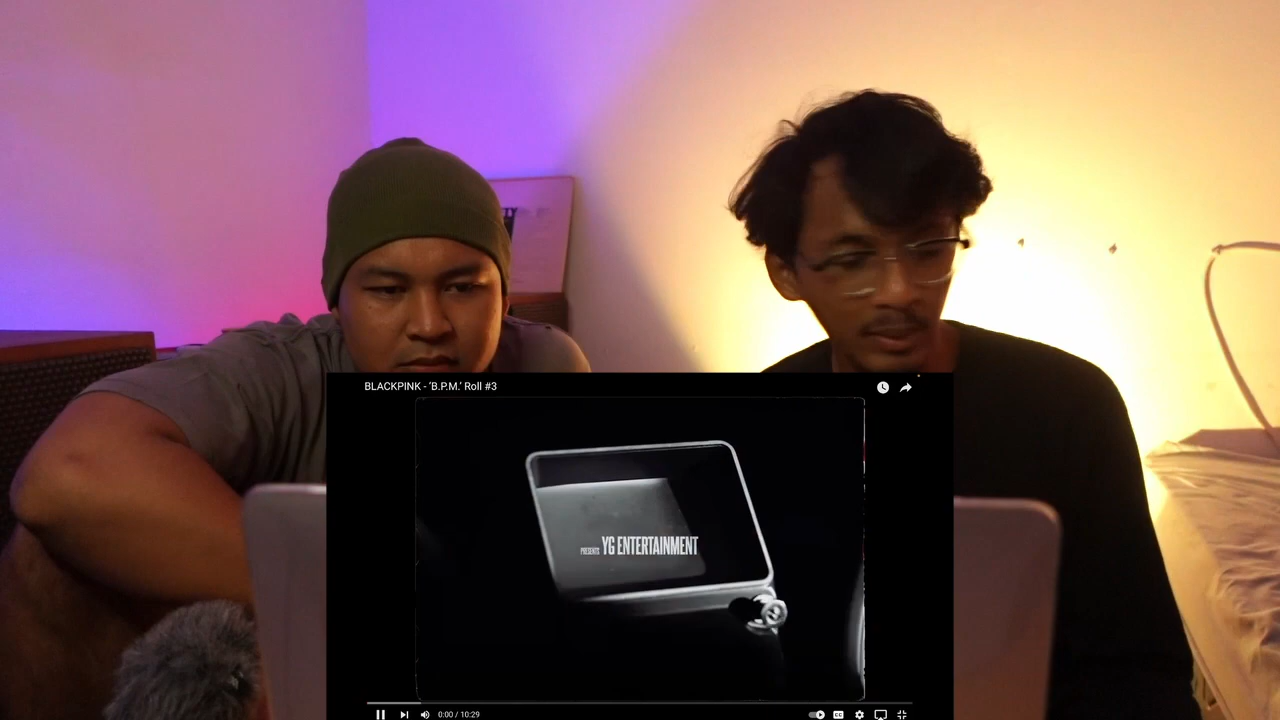 BLACKPINK - 'B.P.M.' Roll #3
PRESENTS YG ENTERTAINMENT
0:00 / 10:29